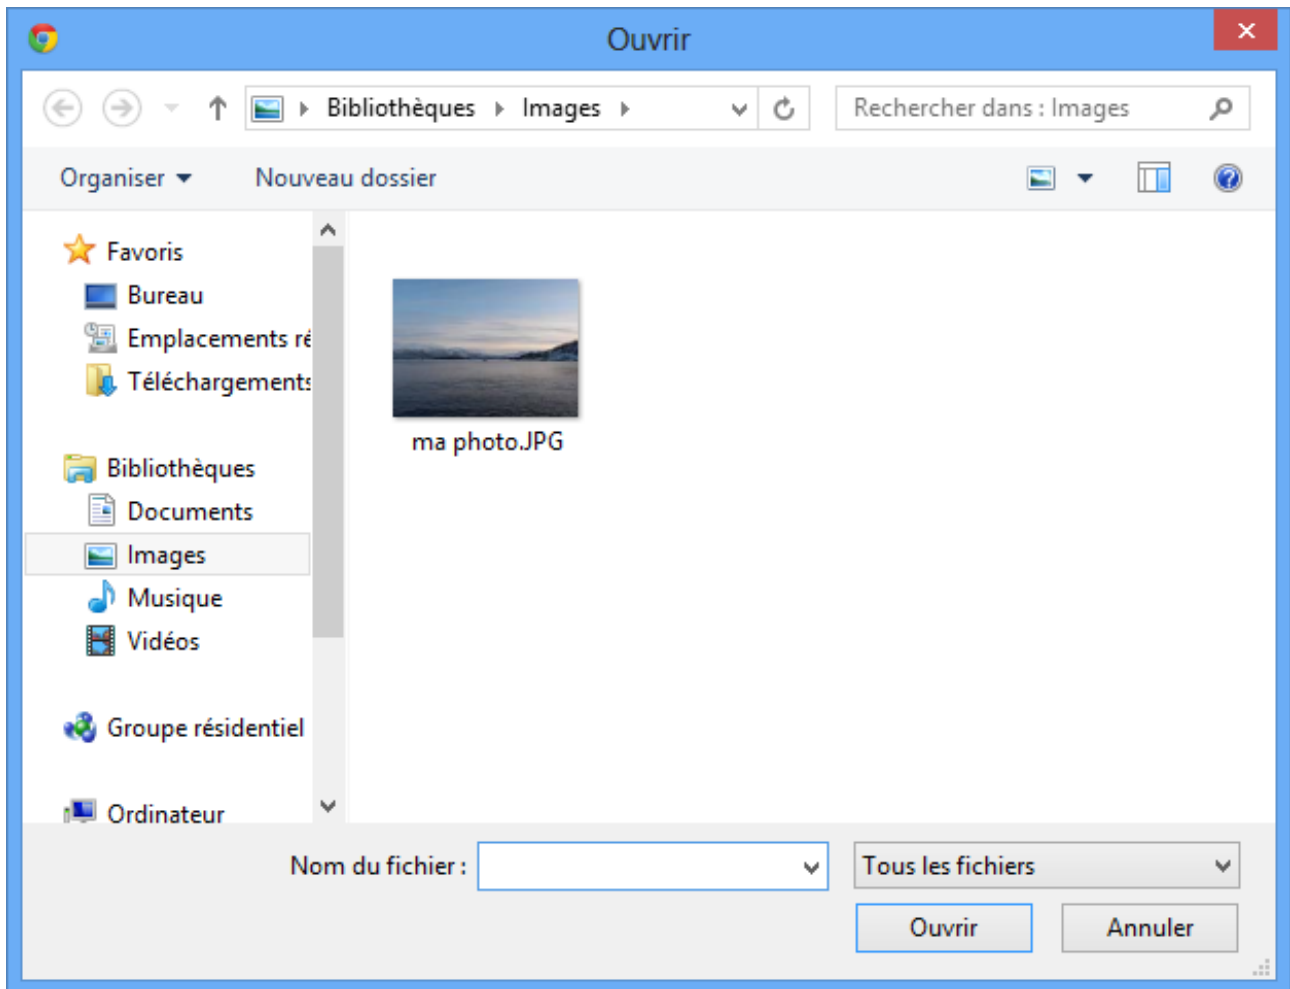 Ouvrir
Bibliothèques Images
Rechercher dans : Images
Organiser
Nouveau dossier
Favoris
Bureau
Emplacements ré
Téléchargements
Bibliothèques
Documents
Images
Musique
Vidéos
Groupe résidentiel
Ordinateur
ma photo.JPG
Nom du fichier :
Tous les fichiers
Ouvrir
Annuler